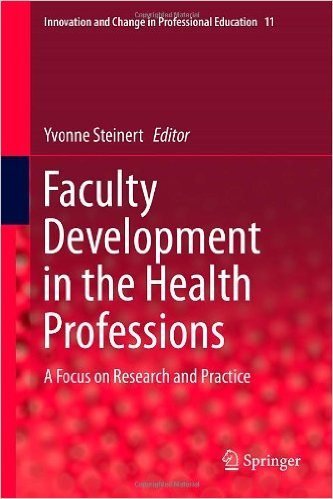 Innovation and Change in Professional Education 11
Yvonne Steinert Editor
Faculty
Development
in the Health
Professions
A Focus on Research and Practice
Springer